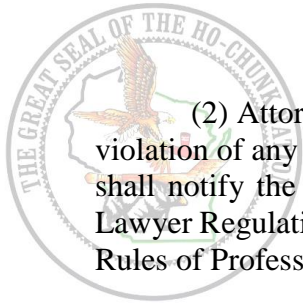 THE GREAT SEAL OF THE HO-CHUNK
(2) Attor
violation of any
shall notify the
Lawyer Regulati
Rules of Profess